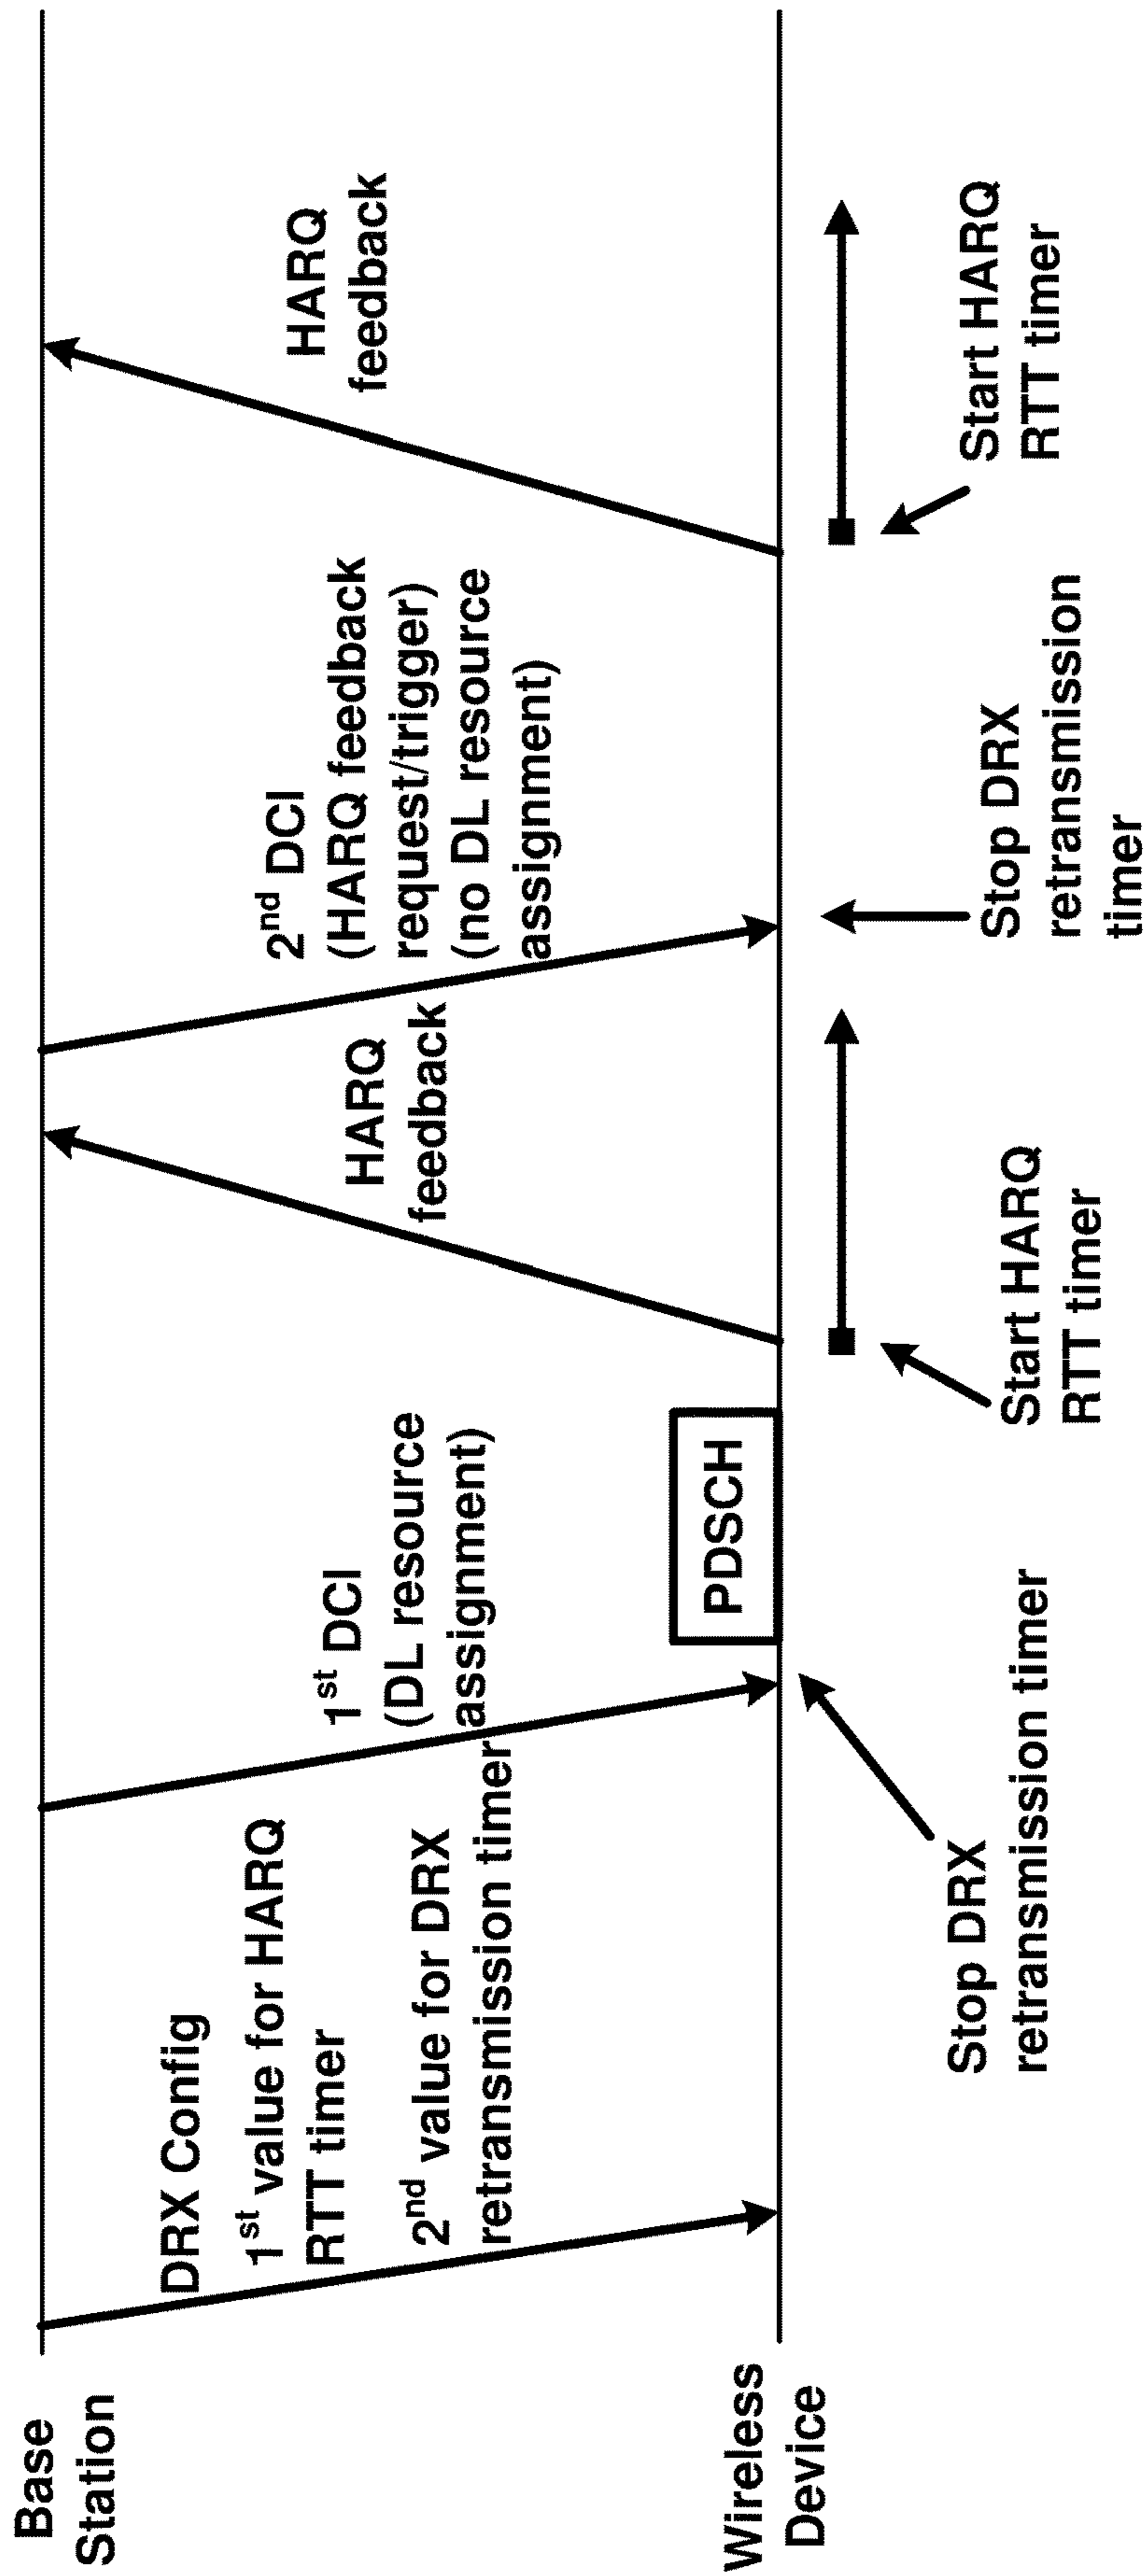 Base
Station
DRX Config
1st value for HARQ
RTT timer
2nd value for DRX
retransmission timer
1st DCI
(DL resource
assignment)
HARQ
feedback
2nd DCI
(HARQ feedback
request/trigger)
(no DL resource
assignment)
HARQ
feedback
Wireless
Device
PDSCH
Stop DRX
retransmission timer
Start HARQ
RTT timer
Stop DRX
retransmission
timer
Start HARQ
RTT timer